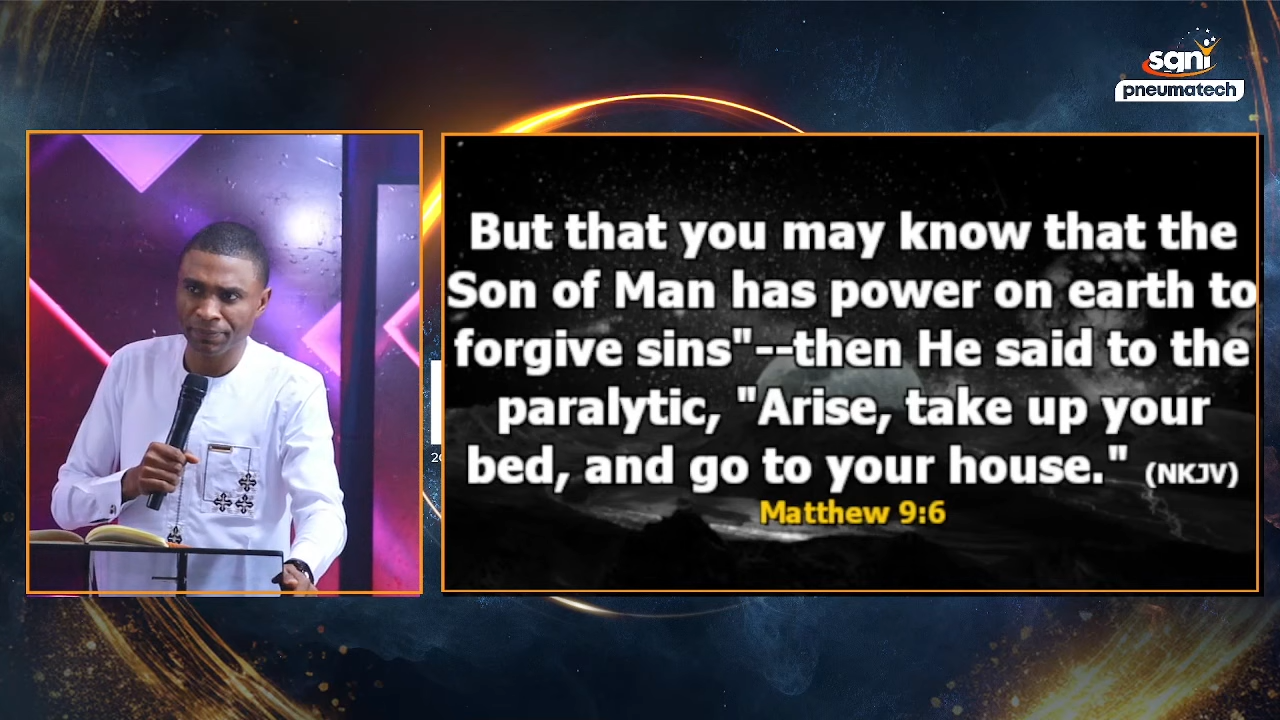 sgni
pneumatech
But that you may know that the
Son of Man has power on earth to
forgive sins"--then He said to the
paralytic, "Arise, take up your
bed, and go to your house." (NKJV)
Matthew 9:6